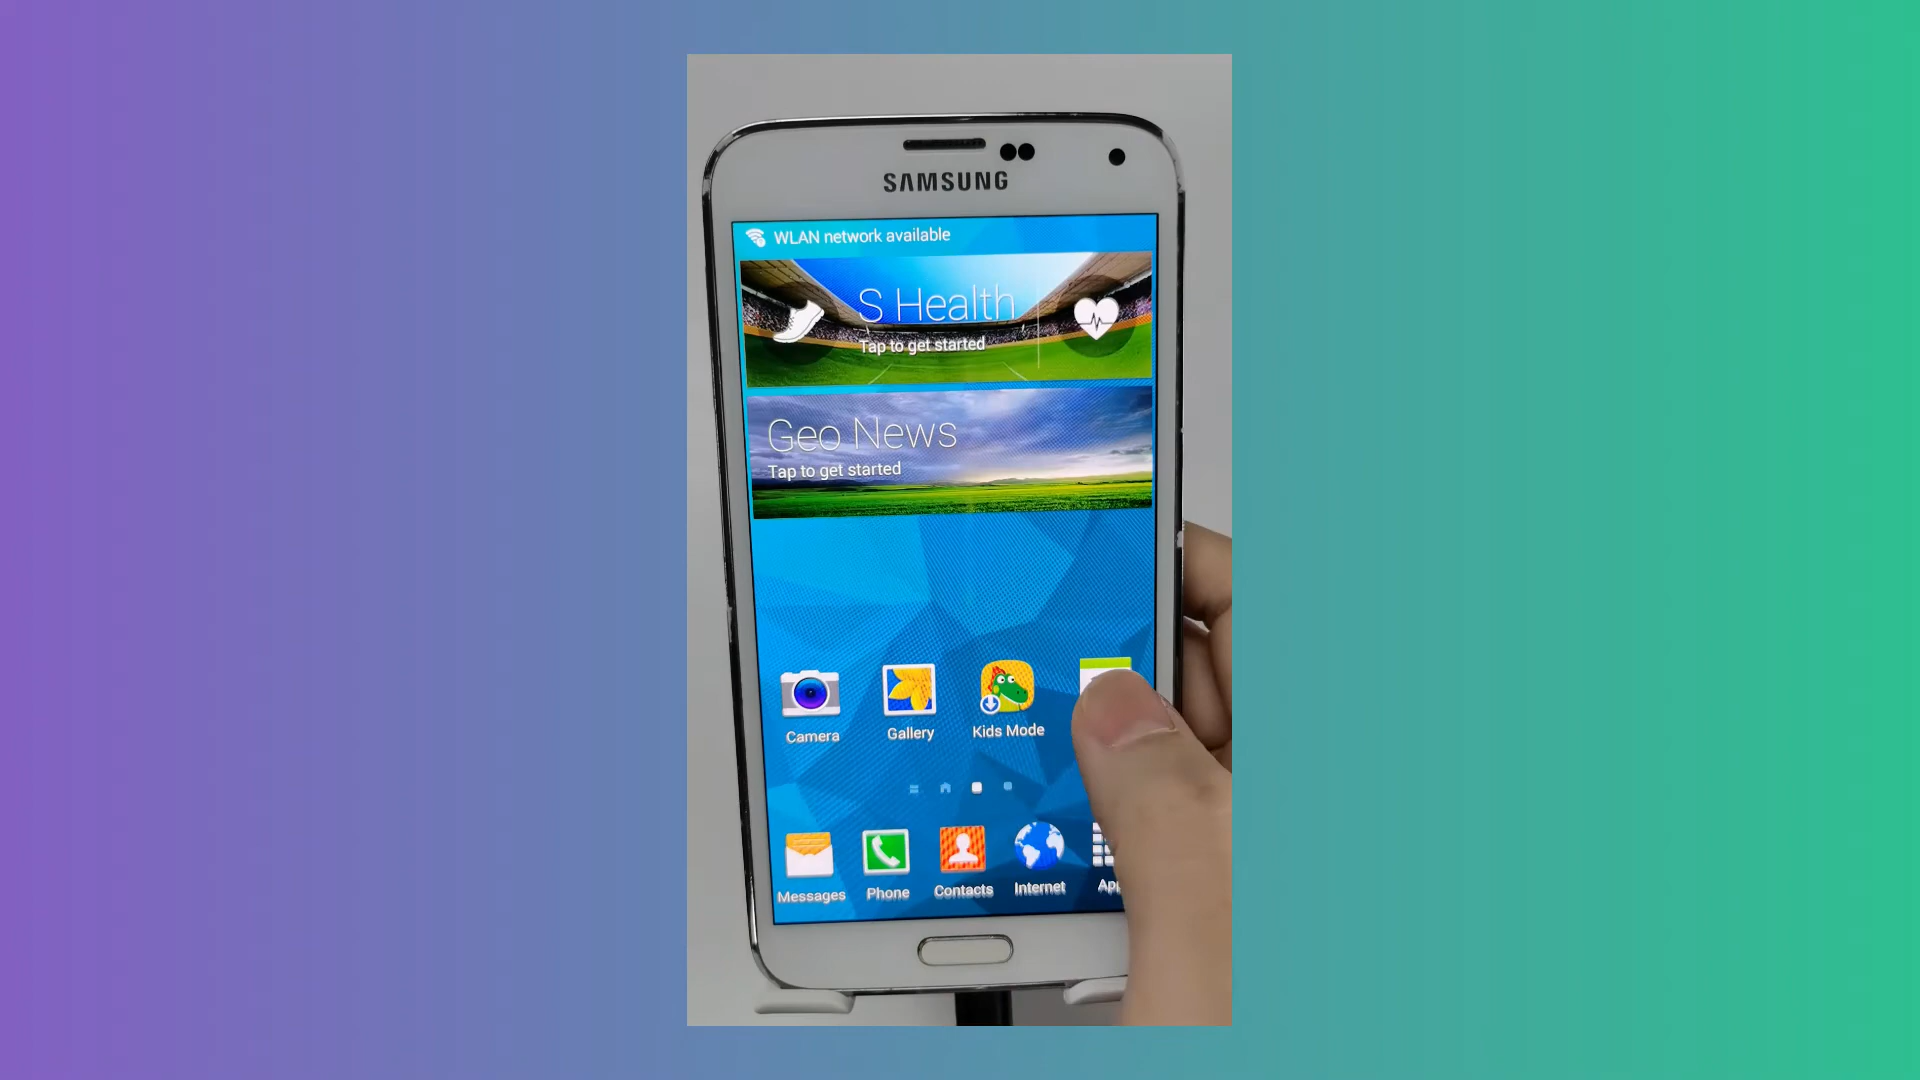 SAMSUNG
WLAN network available
S Health
Tap to get started
Geo News
Tap to get started
Camera
Gallery
Kids Mode
Messages
Phone
Contacts
Internet